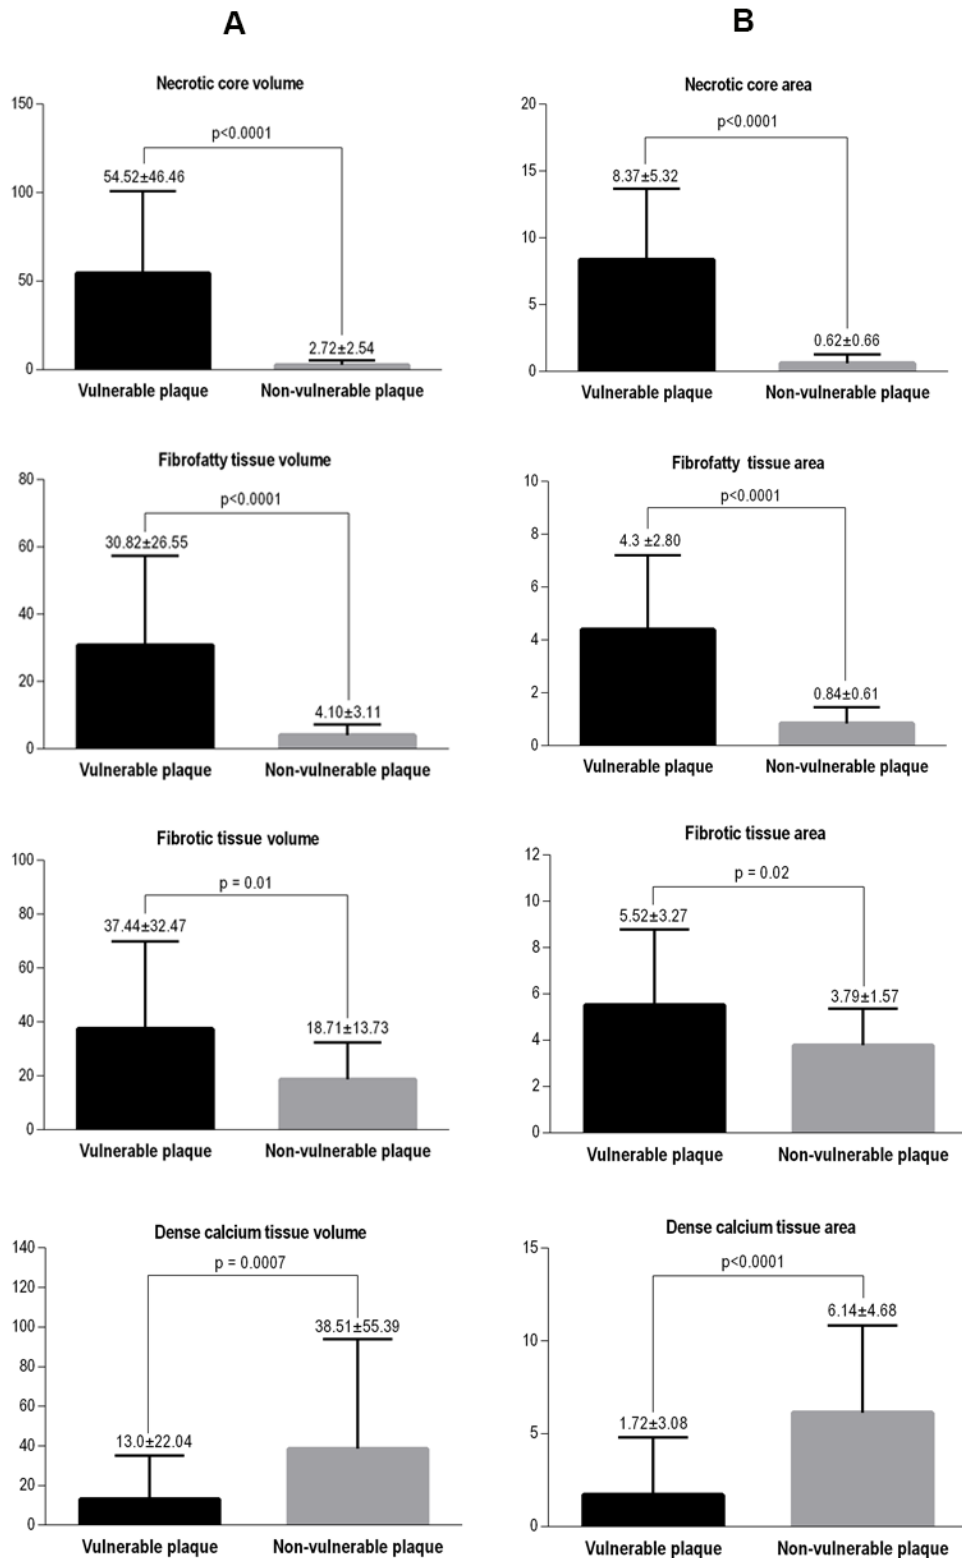 A
B
Necrotic core volume
150
100
50
0
p<0.0001
54.52±46.46
2.72±2.54
Vulnerable plaque
Non-vulnerable plaque
Necrotic core area
20
15
10
5
0
p<0.0001
8.37±5.32
0.62±0.66
Vulnerable plaque
Non-vulnerable plaque
Fibrofatty tissue volume
80
60
40
20
0
p<0.0001
30.82±26.55
4.10±3.11
Vulnerable plaque
Non-vulnerable plaque
Fibrofatty tissue area
10
8
6
4
2
0
p<0.0001
4.3 ±2.80
0.84±0.61
Vulnerable plaque
Non-vulnerable plaque
Fibrotic tissue volume
100
80
60
40
20
0
p = 0.01
37.44±32.47
18.71±13.73
Vulnerable plaque
Non-vulnerable plaque
Fibrotic tissue area
12
10
8
6
4
2
0
p = 0.02
5.52±3.27
3.79±1.57
Vulnerable plaque
Non-vulnerable plaque
Dense calcium tissue volume
140
120
100
80
60
40
20
0
p = 0.0007
13.0±22.04
38.51±55.39
Vulnerable plaque
Non-vulnerable plaque
Dense calcium tissue area
15
10
5
0
p<0.0001
1.72±3.08
6.14±4.68
Vulnerable plaque
Non-vulnerable plaque